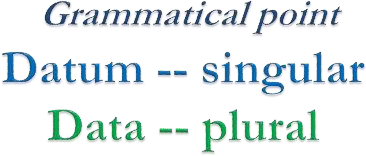 Grammatical point
Datum -- singular
Data -- plural